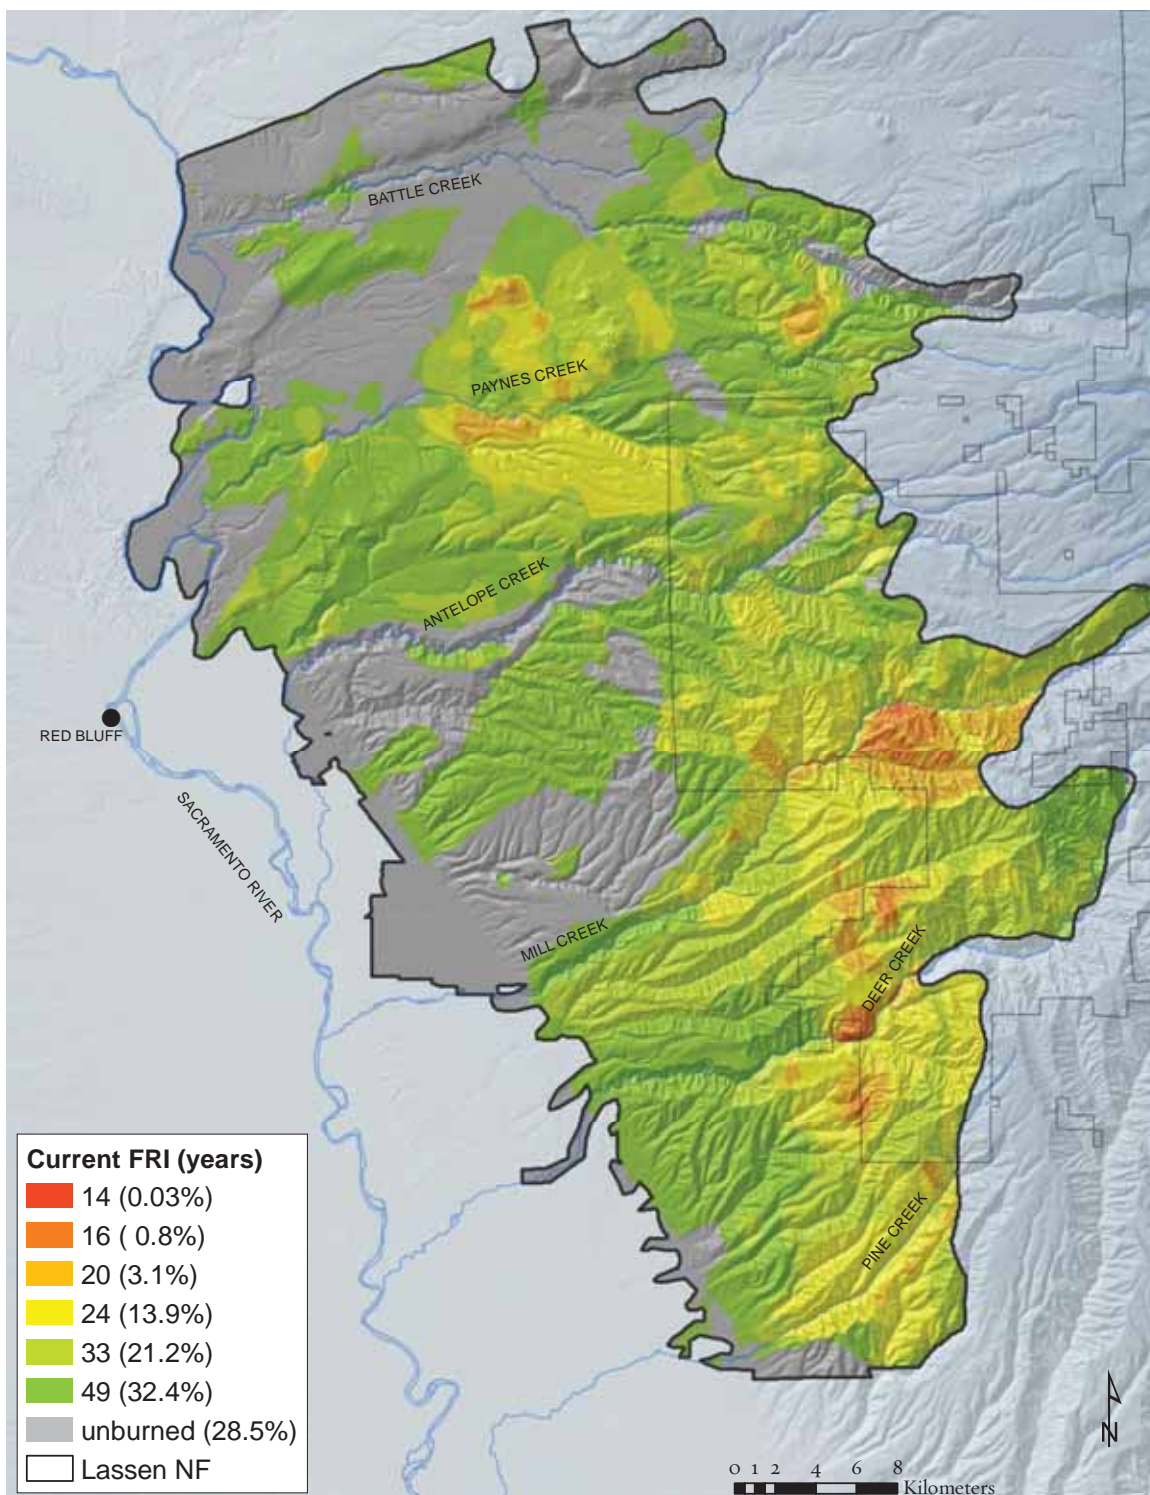 BATTLE CREEK
PAYNES CREEK
ANTELOPE CREEK
RED BLUFF
SACRAMENTO RIVER
MILL CREEK
DEER CREEK
PINE CREEK
Current FRI (years)
14 (0.03%)
16 ( 0.8%)
20 (3.1%)
24 (13.9%)
33 (21.2%)
49 (32.4%)
unburned (28.5%)
Lassen NF
N
0 1 2 4 6 8
Kilometers